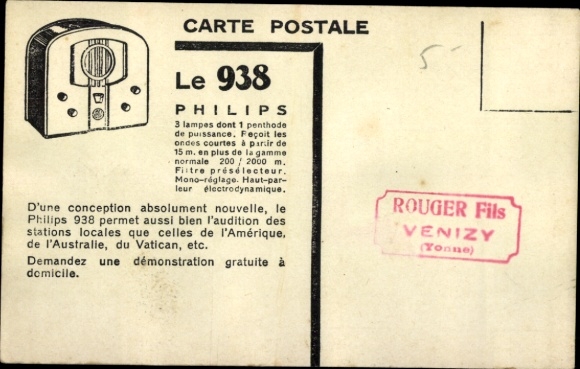 CARTE POSTALE
5
Le 938
PHILIPS
3 lampes dont 1 penthode
de puissance. Reçoit les
ondes courtes à partir de
15 m. en plus de la gamme
normale 200 / 2000 m.
Filtre présélecteur.
Mono-réglage. Haut-par-
leur électrodynamique.
D'une conception absolument nouvelle, le
Philips 938 permet aussi bien l'audition des
stations locales que celles de l'Amérique,
de l'Australie, du Vatican, etc.
Demandez une démonstration gratuite à
domicile.
ROUGER Fils
VENIZY
(Yonne)